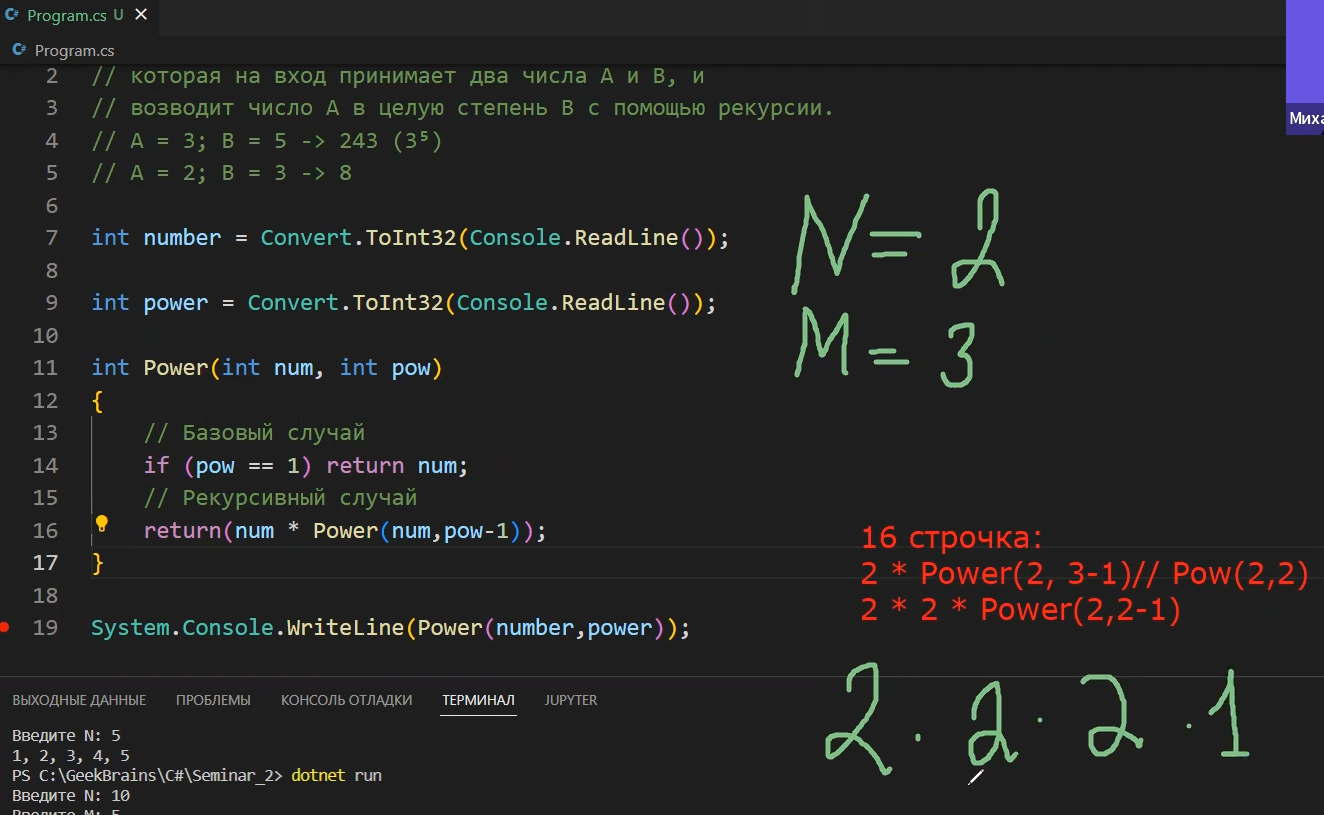 Program.cs U
Program.cs
2 // которая на вход принимает два числа A и B, и
3 // возводит число A в целую степень B с помощью рекурсии.
4 // A = 3; B = 5 -> 243 (3⁵)
5 // A = 2; B = 3 -> 8
6
7 int number = Convert.ToInt32(Console.ReadLine());
8
9 int power = Convert.ToInt32(Console.ReadLine());
10
11 int Power(int num, int pow)
12 {
13 // Базовый случай
14 if (pow == 1) return num;
15 // Рекурсивный случай
16 return(num * Power(num,pow-1));
17 }
18
19 System.Console.WriteLine(Power(number,power));
N = 2
M = 3
16 строчка:
2 * Power(2, 3-1)// Pow(2,2)
2 * 2 * Power(2,2-1)
2 · 2 · 2 · 1
Миха
ВЫХОДНЫЕ ДАННЫЕ ПРОБЛЕМЫ КОНСОЛЬ ОТЛАДКИ ТЕРМИНАЛ JUPYTER
Введите N: 5
1, 2, 3, 4, 5
PS C:\GeekBrains\C#\Seminar_2> dotnet run
Введите N: 10
Введите M: 5